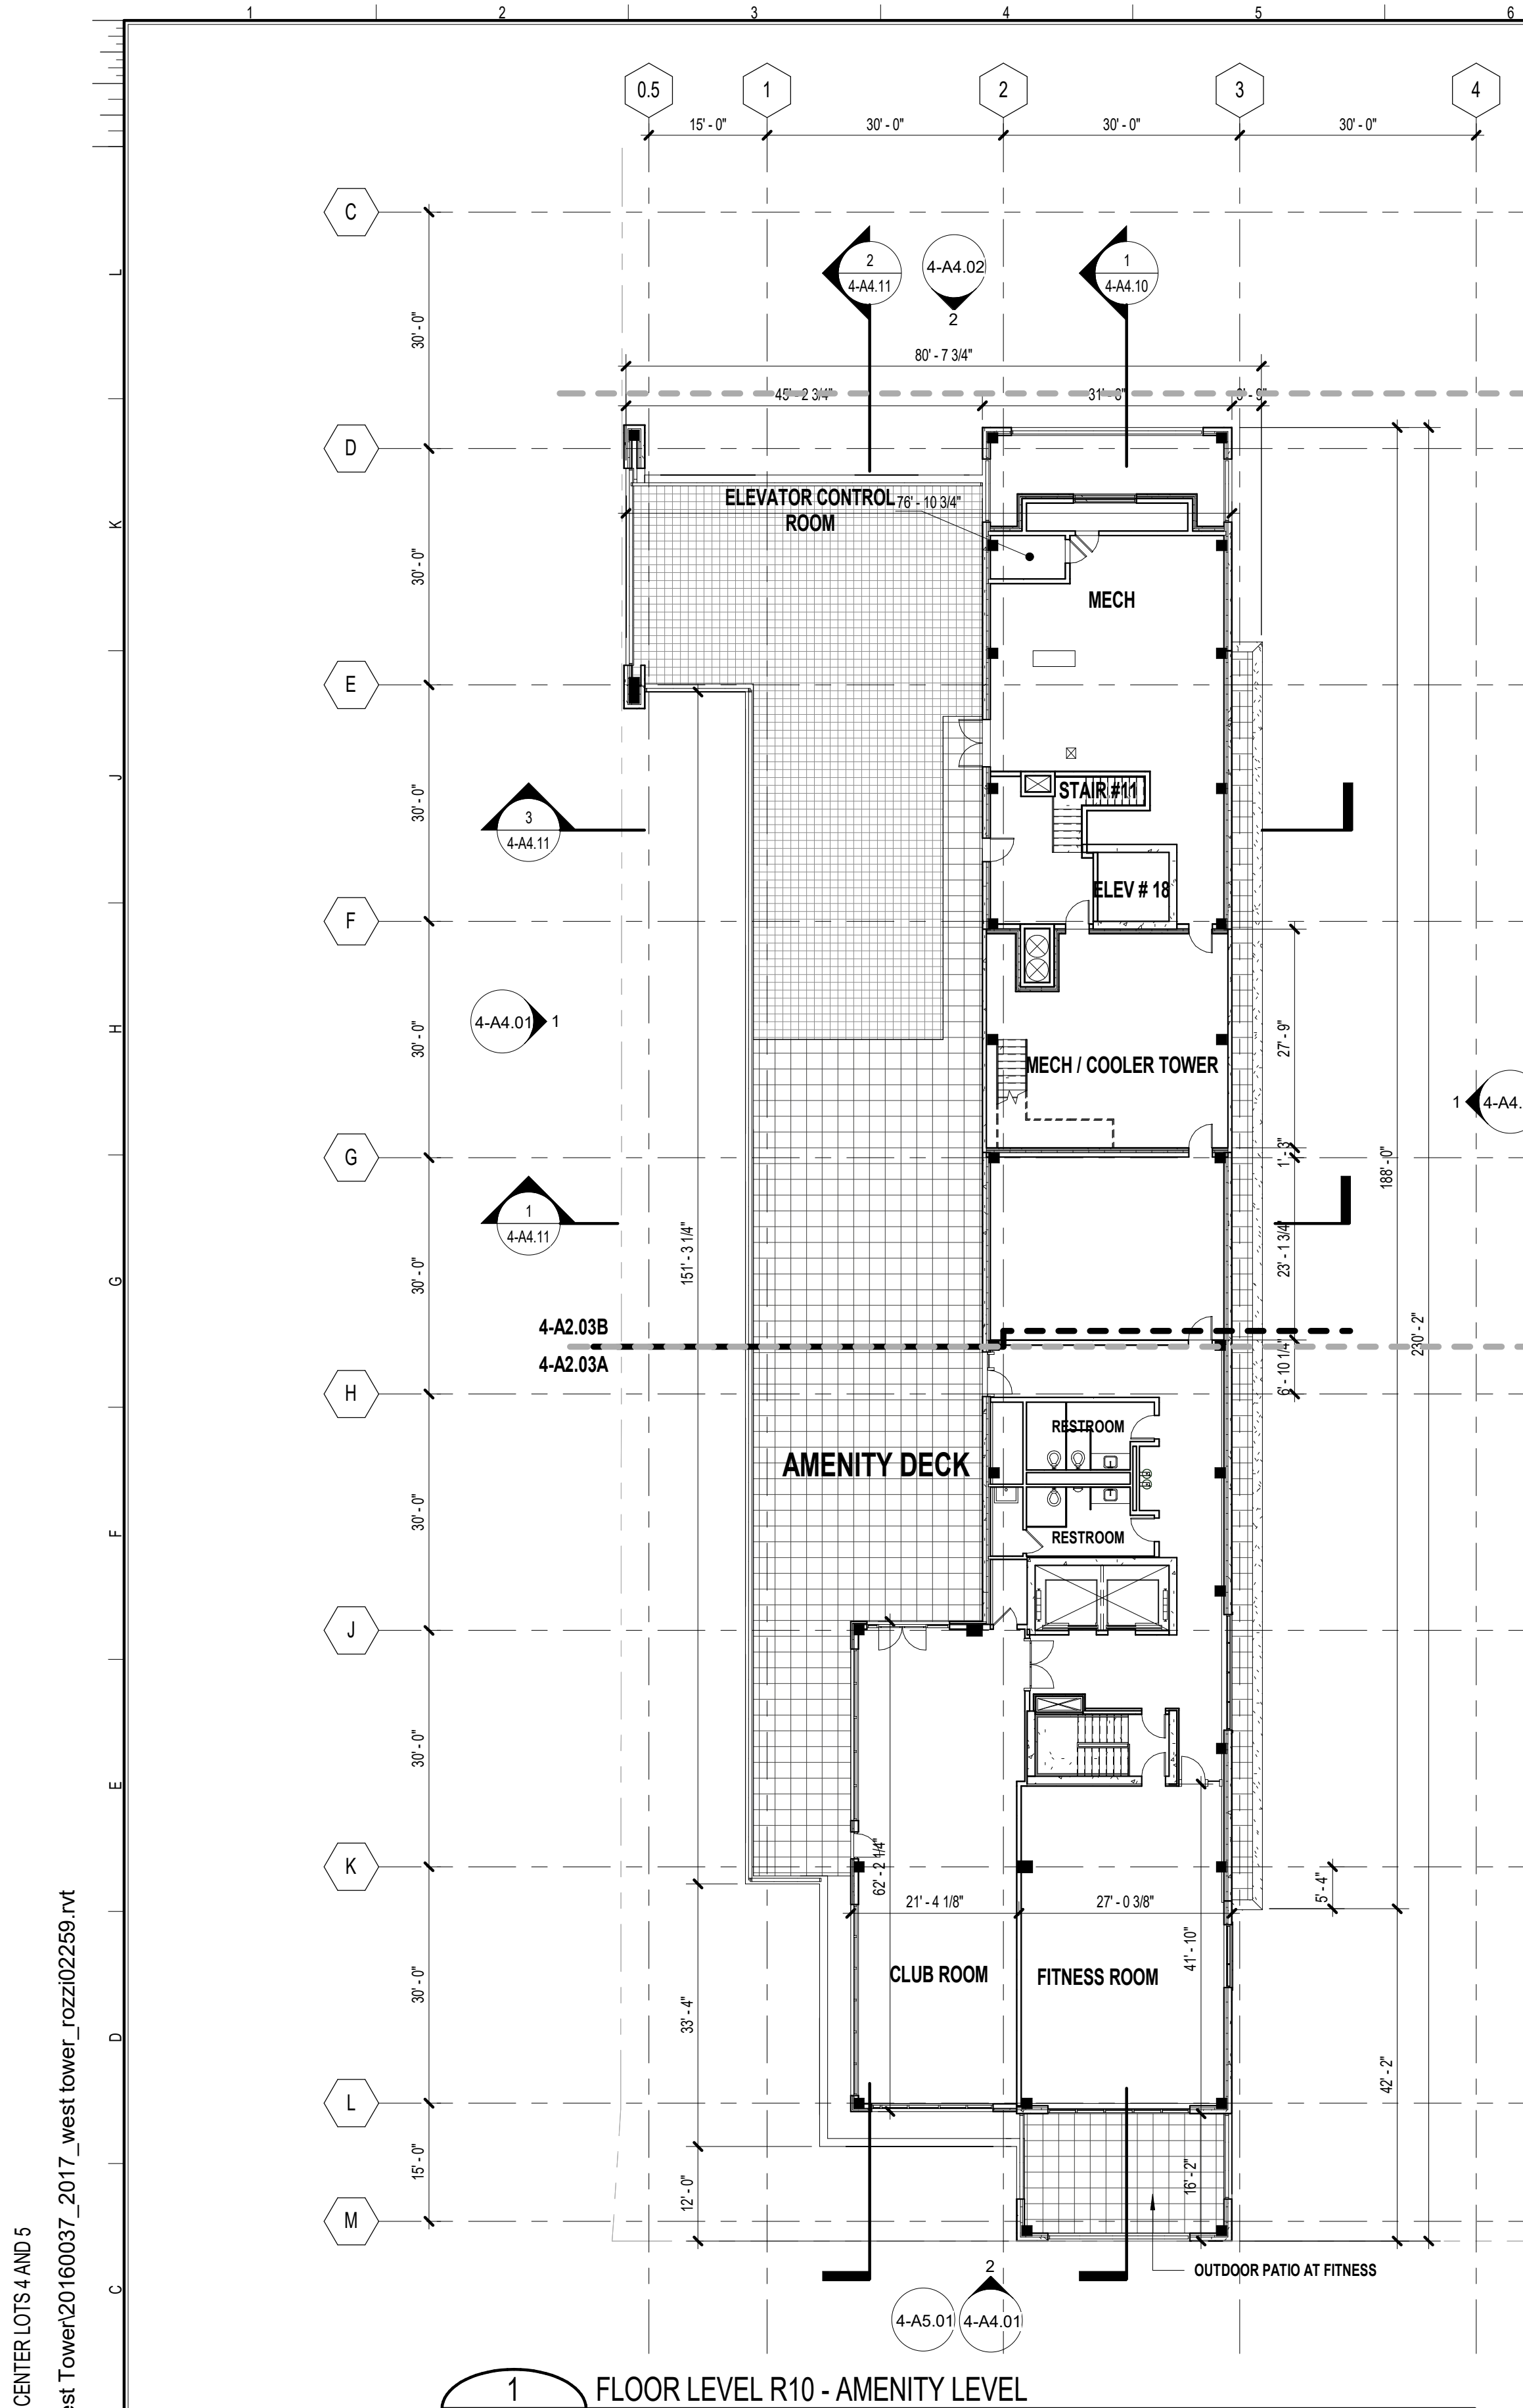 1
2
3
4
5
6
0.5
1
2
3
4
15' - 0"
30' - 0"
30' - 0"
30' - 0"
C
L
2
4-A4.11
4-A4.02
2
1
4-A4.10
30' - 0"
80' - 7 3/4"
45' - 2 3/4"
31' - 8"
D
K
ELEVATOR CONTROL
ROOM
76' - 10 3/4"
30' - 0"
MECH
E
J
30' - 0"
3
4-A4.11
STAIR #11
ELEV # 18
F
H
30' - 0"
4-A4.01
1
27' - 9"
MECH / COOLER TOWER
1
4-A4.
G
1' - 3"
188' - 0"
1
4-A4.11
151' - 3 1/4"
23' - 1 3/4"
G
30' - 0"
4-A2.03B
4-A2.03A
230' - 2"
6' - 10 1/4"
H
RESTROOM
AMENITY DECK
F
30' - 0"
RESTROOM
J
E
30' - 0"
K
62' - 2 1/4"
21' - 4 1/8"
27' - 0 3/8"
5' - 4"
41' - 10"
CLUB ROOM
FITNESS ROOM
D
30' - 0"
33' - 4"
42' - 2"
L
15' - 0"
12' - 0"
16' - 2"
M
C
OUTDOOR PATIO AT FITNESS
2
4-A5.01
4-A4.01
1
FLOOR LEVEL R10 - AMENITY LEVEL
CENTER LOTS 4 AND 5
est Tower\20160037_2017_west tower_rozzi02259.rvt